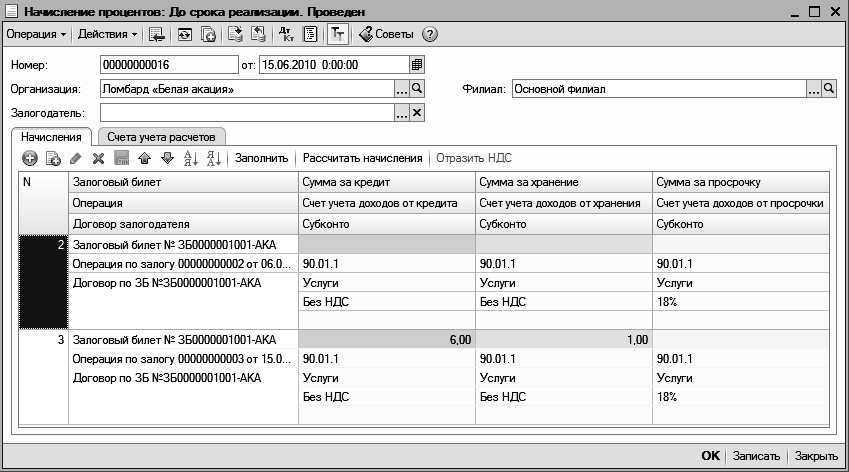 Начисление процентов: До срока реализации. Проведен
Операция Действия Дт Кт Тт Советы ?
Номер: 00000000016 от: 15.06.2010 0:00:00
Организация: Ломбард «Белая акация» ... Филиал: Основной филиал ...
Залогодатель: ...
Начисления Счета учета расчетов
Заполнить Рассчитать начисления Отразить НДС
N Залоговый билет Сумма за кредит Сумма за хранение Сумма за просрочку
Операция Счет учета доходов от кредита Счет учета доходов от хранения Счет учета доходов от просрочки
Договор залогодателя Субконто Субконто Субконто
2 Залоговый билет № ЗБ0000001001-АКА
Операция по залогу 00000000002 от 06.0... 90.01.1 90.01.1 90.01.1
Договор по ЗБ №ЗБ0000001001-АКА Услуги Услуги Услуги
Без НДС Без НДС 18%
3 Залоговый билет № ЗБ0000001001-АКА 6,00 1,00
Операция по залогу 00000000003 от 15.0... 90.01.1 90.01.1 90.01.1
Договор по ЗБ №ЗБ0000001001-АКА Услуги Услуги Услуги
Без НДС Без НДС 18%
OK Записать Закрыть